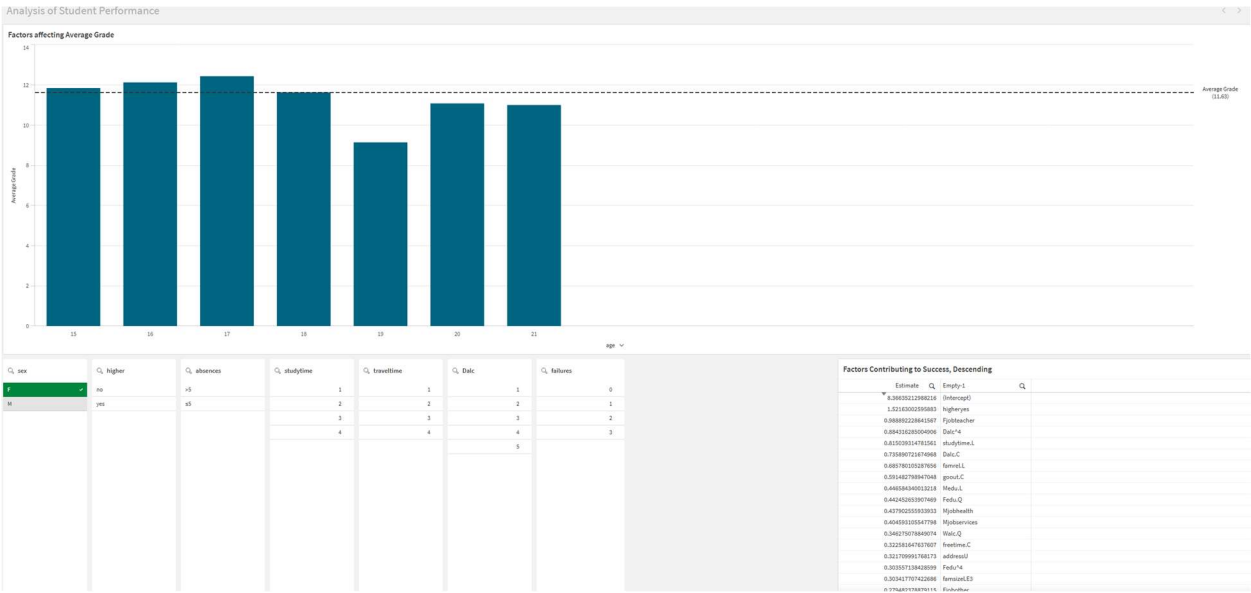 Analysis of Student Performance
Factors affecting Average Grade
14
12
10
8
6
4
2
0
Average Grade
Average Grade
(11,63)
15 16 17 18 19 20 21
age
sex
F
M
higher
no
yes
absences
>5
≤5
studytime
1
2
3
4
traveltime
1
2
3
4
Dalc
1
2
3
4
5
failures
0
1
2
3
Factors Contributing to Success, Descending
Estimate Empty-1
8.36635212988216 (Intercept)
1.52163002595883 higheryes
0.988892228641567 Fjobteacher
0.884316285004906 Dalc^4
0.815039314781561 studytime.L
0.735890721674968 Dalc.C
0.685780105287656 famrel.L
0.591482798947048 goout.C
0.446584340013218 Medu.L
0.442452653907469 Fedu.Q
0.437902555933933 Mjobhealth
0.404593105547798 Mjobservices
0.346275078849074 Walc.Q
0.322581647637607 freetime.C
0.321709991768173 addressU
0.303557138428599 Fedu^4
0.303417707422686 famsizeLE3
0.279482378879115 Fjobother